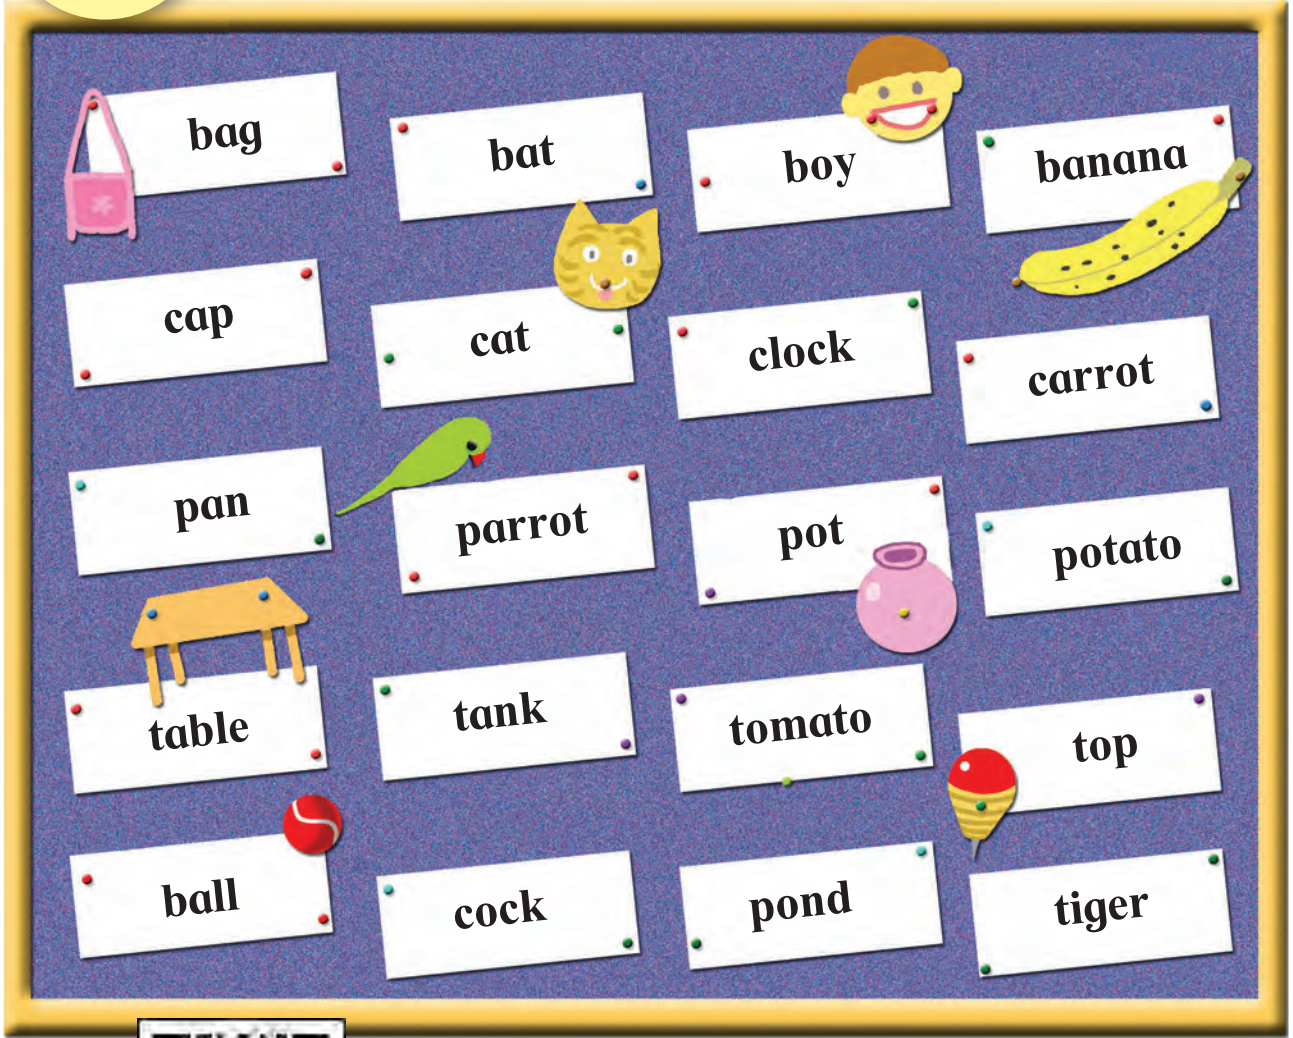 bag
bat
boy
banana
cap
cat
clock
carrot
pan
parrot
pot
potato
table
tank
tomato
top
ball
cock
pond
tiger